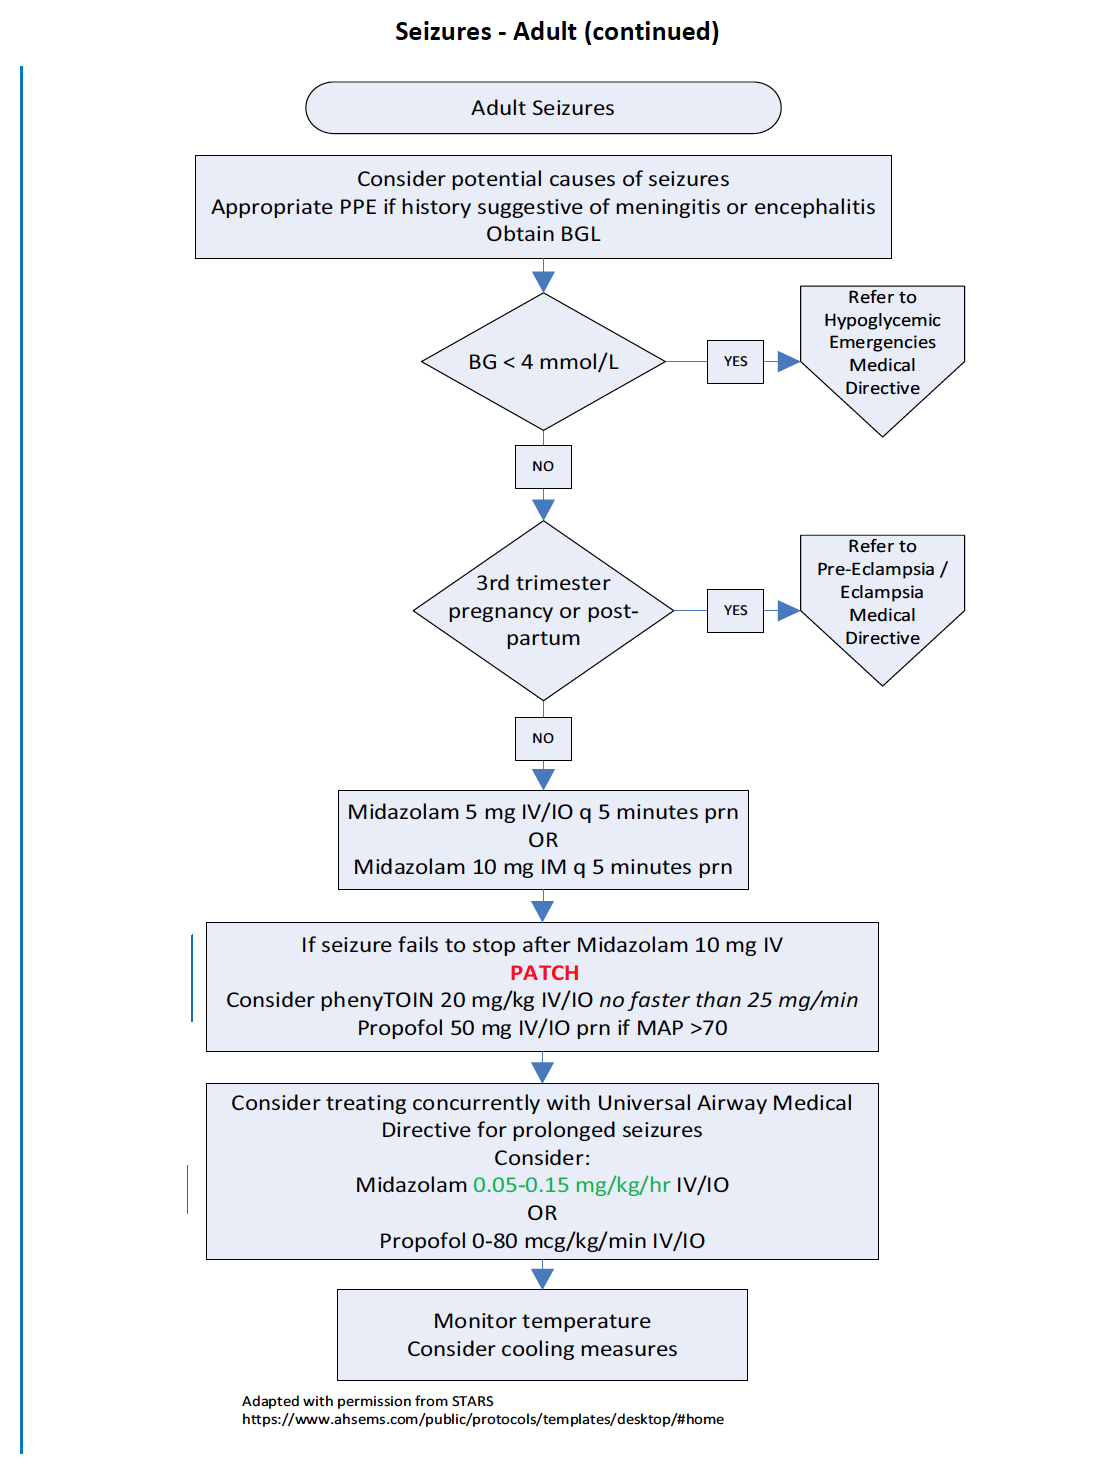 Seizures - Adult (continued)
Adult Seizures
Consider potential causes of seizures
Appropriate PPE if history suggestive of meningitis or encephalitis
Obtain BGL
BG < 4 mmol/L
YES
Refer to
Hypoglycemic
Emergencies
Medical
Directive
NO
3rd trimester
pregnancy or post-
partum
YES
Refer to
Pre-Eclampsia /
Eclampsia
Medical
Directive
NO
Midazolam 5 mg IV/IO q 5 minutes prn
OR
Midazolam 10 mg IM q 5 minutes prn
If seizure fails to stop after Midazolam 10 mg IV
PATCH
Consider phenyTOIN 20 mg/kg IV/IO no faster than 25 mg/min
Propofol 50 mg IV/IO prn if MAP >70
Consider treating concurrently with Universal Airway Medical
Directive for prolonged seizures
Consider:
Midazolam 0.05-0.15 mg/kg/hr IV/IO
OR
Propofol 0-80 mcg/kg/min IV/IO
Monitor temperature
Consider cooling measures
Adapted with permission from STARS
https://www.ahsems.com/public/protocols/templates/desktop/#home